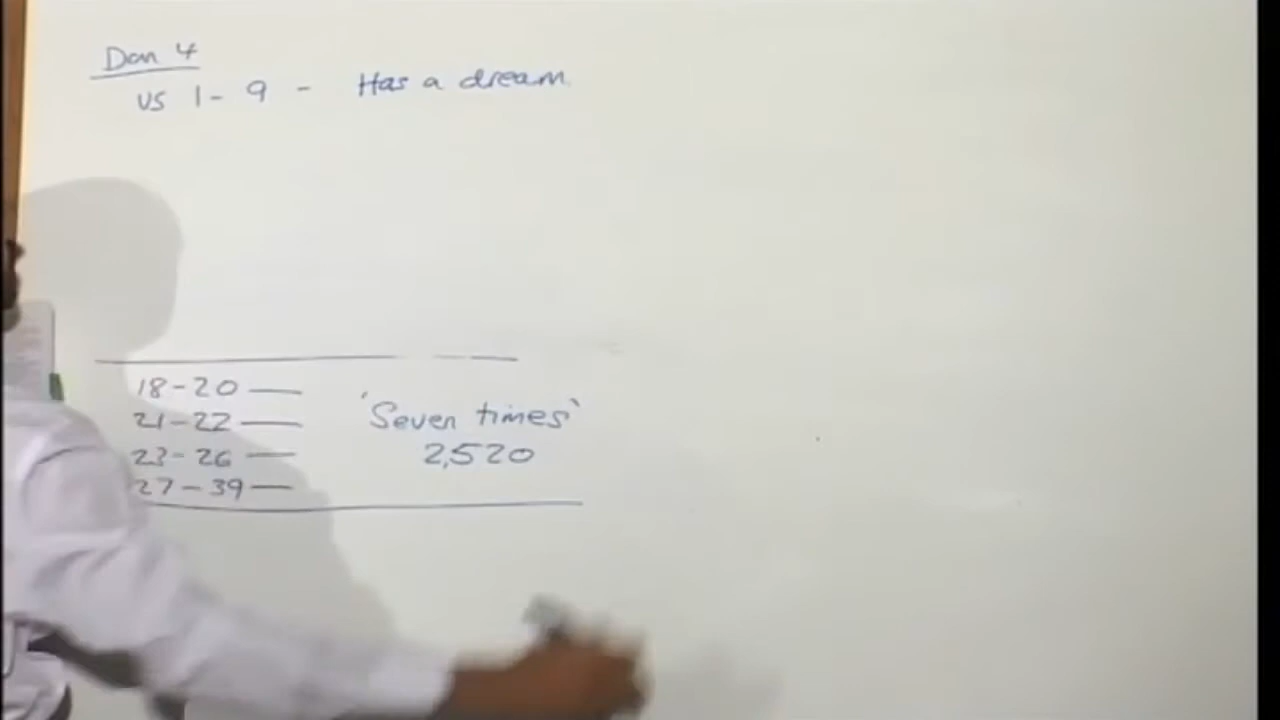 Dan 4
vs 1 - 9 - Has a dream
18-20 —
21-22 —
23-26 —
27-39 —
'Seven times'
2,520